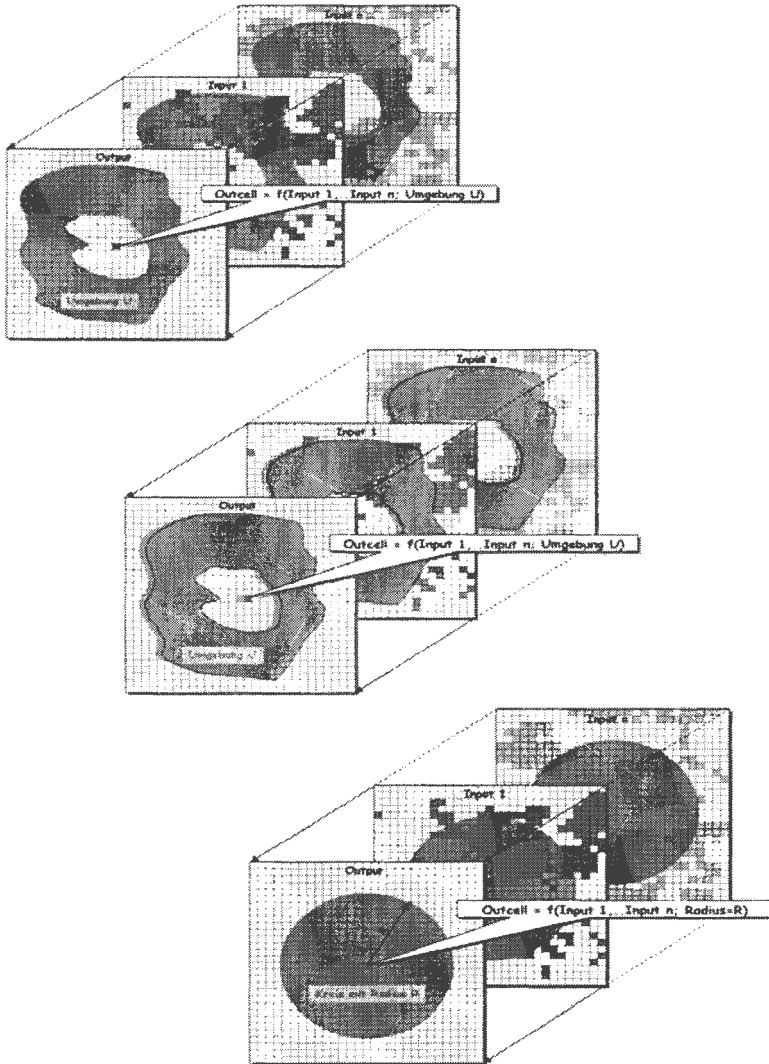 Input n
Input 1
Output
Outcell = f(Input 1, Input n; Umgebung U)
Umgebung U
Input n
Input 1
Output
Outcell = f(Input 1, Input n; Umgebung U)
Umgebung U
Input n
Input 1
Output
Outcell = f(Input 1, Input n; Radius=R)
Kreis mit Radius R